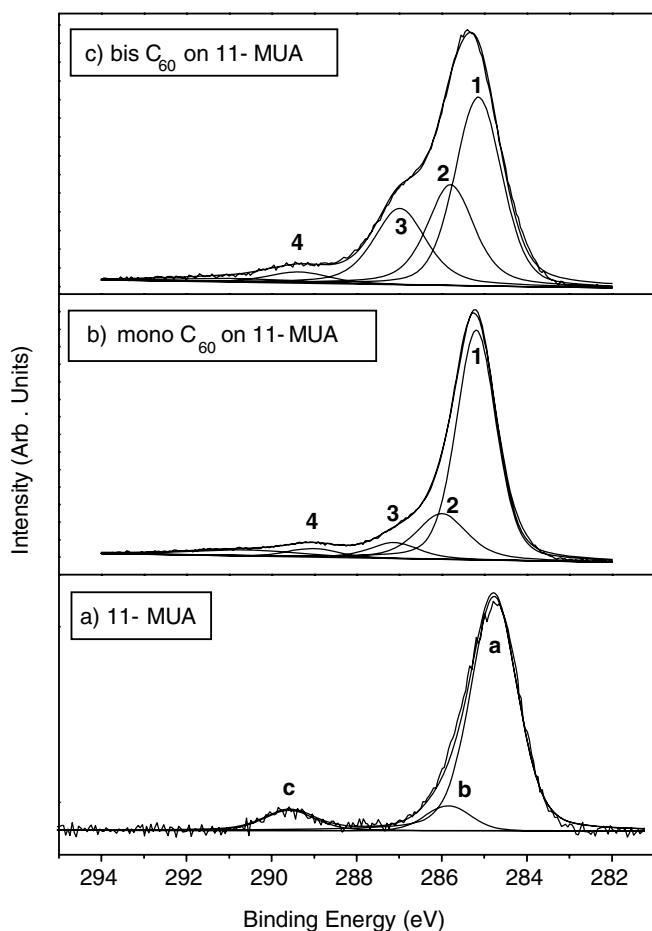 c) bis C60 on 11- MUA
1
2
3
4
b) mono C60 on 11- MUA
1
2
3
4
a) 11- MUA
a
b
c
Intensity (Arb . Units)
294 292 290 288 286 284 282
Binding Energy (eV)